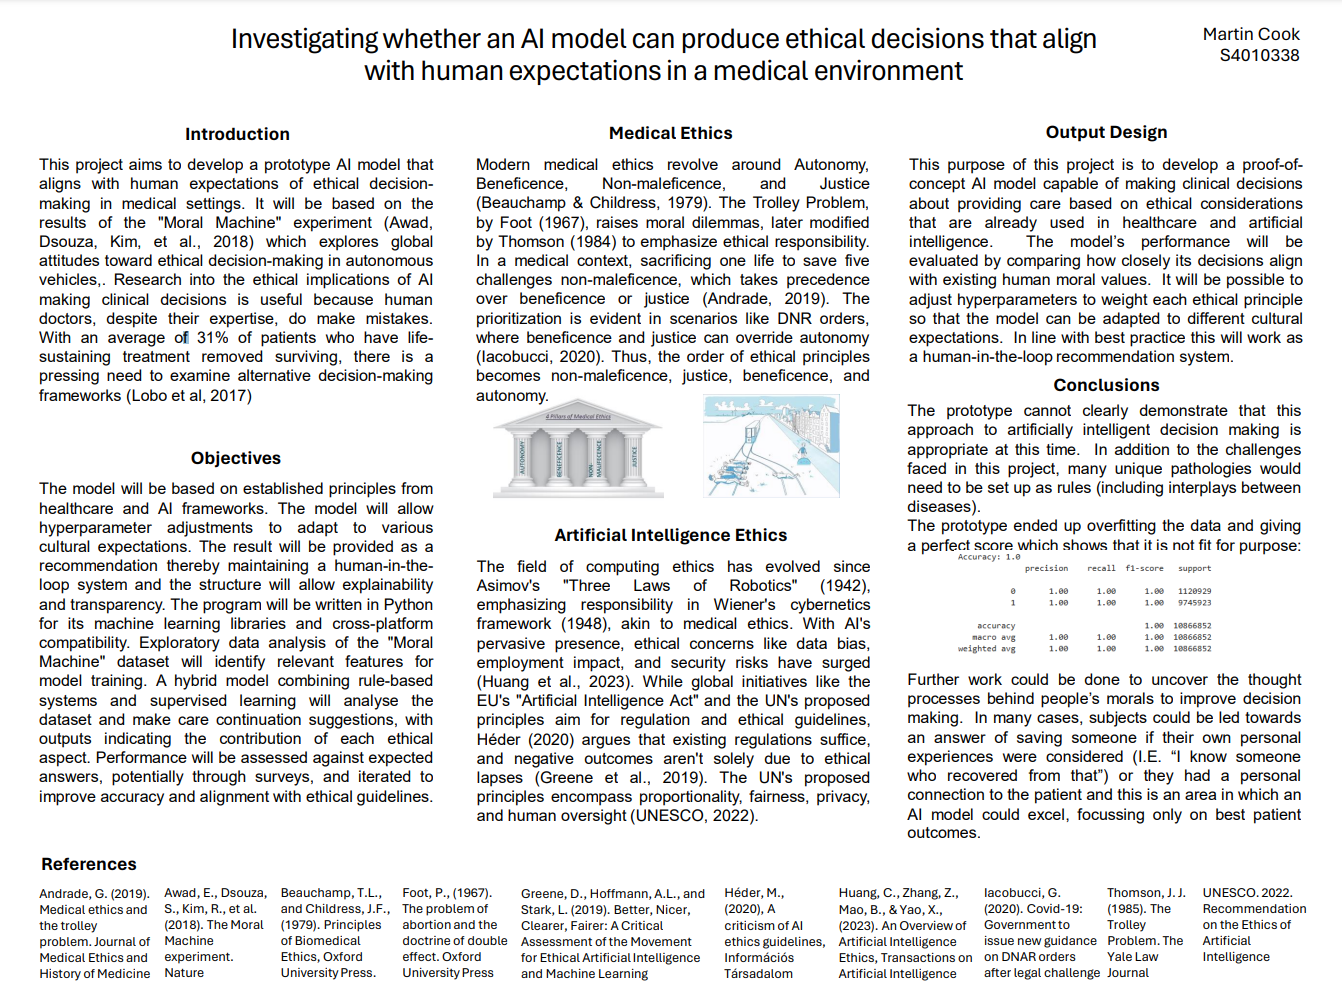 Investigating whether an AI model can produce ethical decisions that align
with human expectations in a medical environment
Martin Cook
S4010338
Introduction
This project aims to develop a prototype AI model that
aligns with human expectations of ethical decision-
making in medical settings. It will be based on the
results of the "Moral Machine" experiment (Awad,
Dsouza, Kim, et al., 2018) which explores global
attitudes toward ethical decision-making in autonomous
vehicles,. Research into the ethical implications of AI
making clinical decisions is useful because human
doctors, despite their expertise, do make mistakes.
With an average of 31% of patients who have life-
sustaining treatment removed surviving, there is a
pressing need to examine alternative decision-making
frameworks (Lobo et al, 2017)
Objectives
The model will be based on established principles from
healthcare and AI frameworks. The model will allow
hyperparameter adjustments to adapt to various
cultural expectations. The result will be provided as a
recommendation thereby maintaining a human-in-the-
loop system and the structure will allow explainability
and transparency. The program will be written in Python
for its machine learning libraries and cross-platform
compatibility. Exploratory data analysis of the "Moral
Machine" dataset will identify relevant features for
model training. A hybrid model combining rule-based
systems and supervised learning will analyse the
dataset and make care continuation suggestions, with
outputs indicating the contribution of each ethical
aspect. Performance will be assessed against expected
answers, potentially through surveys, and iterated to
improve accuracy and alignment with ethical guidelines.
Medical Ethics
Modern medical ethics revolve around Autonomy,
Beneficence, Non-maleficence, and Justice
(Beauchamp & Childress, 1979). The Trolley Problem,
by Foot (1967), raises moral dilemmas, later modified
by Thomson (1984) to emphasize ethical responsibility.
In a medical context, sacrificing one life to save five
challenges non-maleficence, which takes precedence
over beneficence or justice (Andrade, 2019). The
prioritization is evident in scenarios like DNR orders,
where beneficence and justice can override autonomy
(Iacobucci, 2020). Thus, the order of ethical principles
becomes non-maleficence, justice, beneficence, and
autonomy.
4 Pillars of Medical Ethics
AUTONOMY
BENEFICENCE
NON-
MALIFECENCE
JUSTICE
Artificial Intelligence Ethics
The field of computing ethics has evolved since
Asimov's "Three Laws of Robotics" (1942),
emphasizing responsibility in Wiener's cybernetics
framework (1948), akin to medical ethics. With AI's
pervasive presence, ethical concerns like data bias,
employment impact, and security risks have surged
(Huang et al., 2023). While global initiatives like the
EU's "Artificial Intelligence Act" and the UN's proposed
principles aim for regulation and ethical guidelines,
Héder (2020) argues that existing regulations suffice,
and negative outcomes aren't solely due to ethical
lapses (Greene et al., 2019). The UN's proposed
principles encompass proportionality, fairness, privacy,
and human oversight (UNESCO, 2022).
Output Design
This purpose of this project is to develop a proof-of-
concept AI model capable of making clinical decisions
about providing care based on ethical considerations
that are already used in healthcare and artificial
intelligence. The model's performance will be
evaluated by comparing how closely its decisions align
with existing human moral values. It will be possible to
adjust hyperparameters to weight each ethical principle
so that the model can be adapted to different cultural
expectations. In line with best practice this will work as
a human-in-the-loop recommendation system.
Conclusions
The prototype cannot clearly demonstrate that this
approach to artificially intelligent decision making is
appropriate at this time. In addition to the challenges
faced in this project, many unique pathologies would
need to be set up as rules (including interplays between
diseases).
The prototype ended up overfitting the data and giving
a perfect score which shows that it is not fit for purpose:
Accuracy: 1.0
precision recall f1-score support
0 1.00 1.00 1.00 1120929
1 1.00 1.00 1.00 9745923
accuracy 1.00 10866852
macro avg 1.00 1.00 1.00 10866852
weighted avg 1.00 1.00 1.00 10866852
Further work could be done to uncover the thought
processes behind people's morals to improve decision
making. In many cases, subjects could be led towards
an answer of saving someone if their own personal
experiences were considered (I.E. "I know someone
who recovered from that") or they had a personal
connection to the patient and this is an area in which an
AI model could excel, focussing only on best patient
outcomes.
References
Andrade, G. (2019).
Medical ethics and
the trolley
problem. Journal of
Medical Ethics and
History of Medicine
Awad, E., Dsouza,
S., Kim, R., et al.
(2018). The Moral
Machine
experiment.
Nature
Beauchamp, T.L.,
and Childress, J.F.,
(1979). Principles
of Biomedical
Ethics, Oxford
University Press.
Foot, P., (1967).
The problem of
abortion and the
doctrine of double
effect. Oxford
University Press
Greene, D., Hoffmann, A.L., and
Stark, L. (2019). Better, Nicer,
Clearer, Fairer: A Critical
Assessment of the Movement
for Ethical Artificial Intelligence
and Machine Learning
Héder, M.,
(2020), A
criticism of AI
ethics guidelines,
Információs
Társadalom
Huang, C., Zhang, Z.,
Mao, B., & Yao, X.,
(2023). An Overview of
Artificial Intelligence
Ethics, Transactions on
Artificial Intelligence
Iacobucci, G.
(2020). Covid-19:
Government to
issue new guidance
on DNAR orders
after legal challenge
Thomson, J. J.
(1985). The
Trolley
Problem. The
Yale Law
Journal
UNESCO. 2022.
Recommendation
on the Ethics of
Artificial
Intelligence